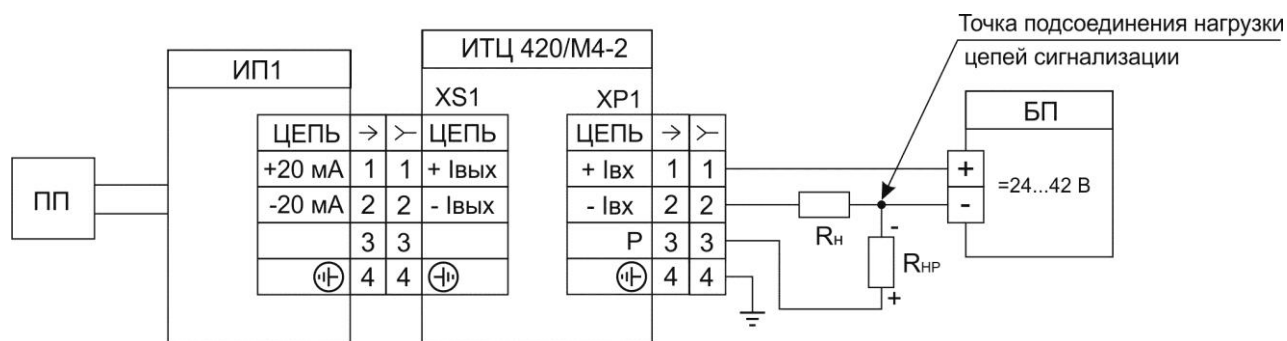 Точка подсоединения нагрузки
цепей сигнализации
ИТЦ 420/М4-2
ИП1
БП
XS1
XP1
ЦЕПЬ ЦЕПЬ ЦЕПЬ
+20 мА 1 1 + Iвых + Iвх 1 1 +
-20 мА 2 2 - Iвых - Iвх 2 2 -
=24...42 В
ПП
3 3 P 3 3
4 4 4 4
Rн
-
Rнр
+